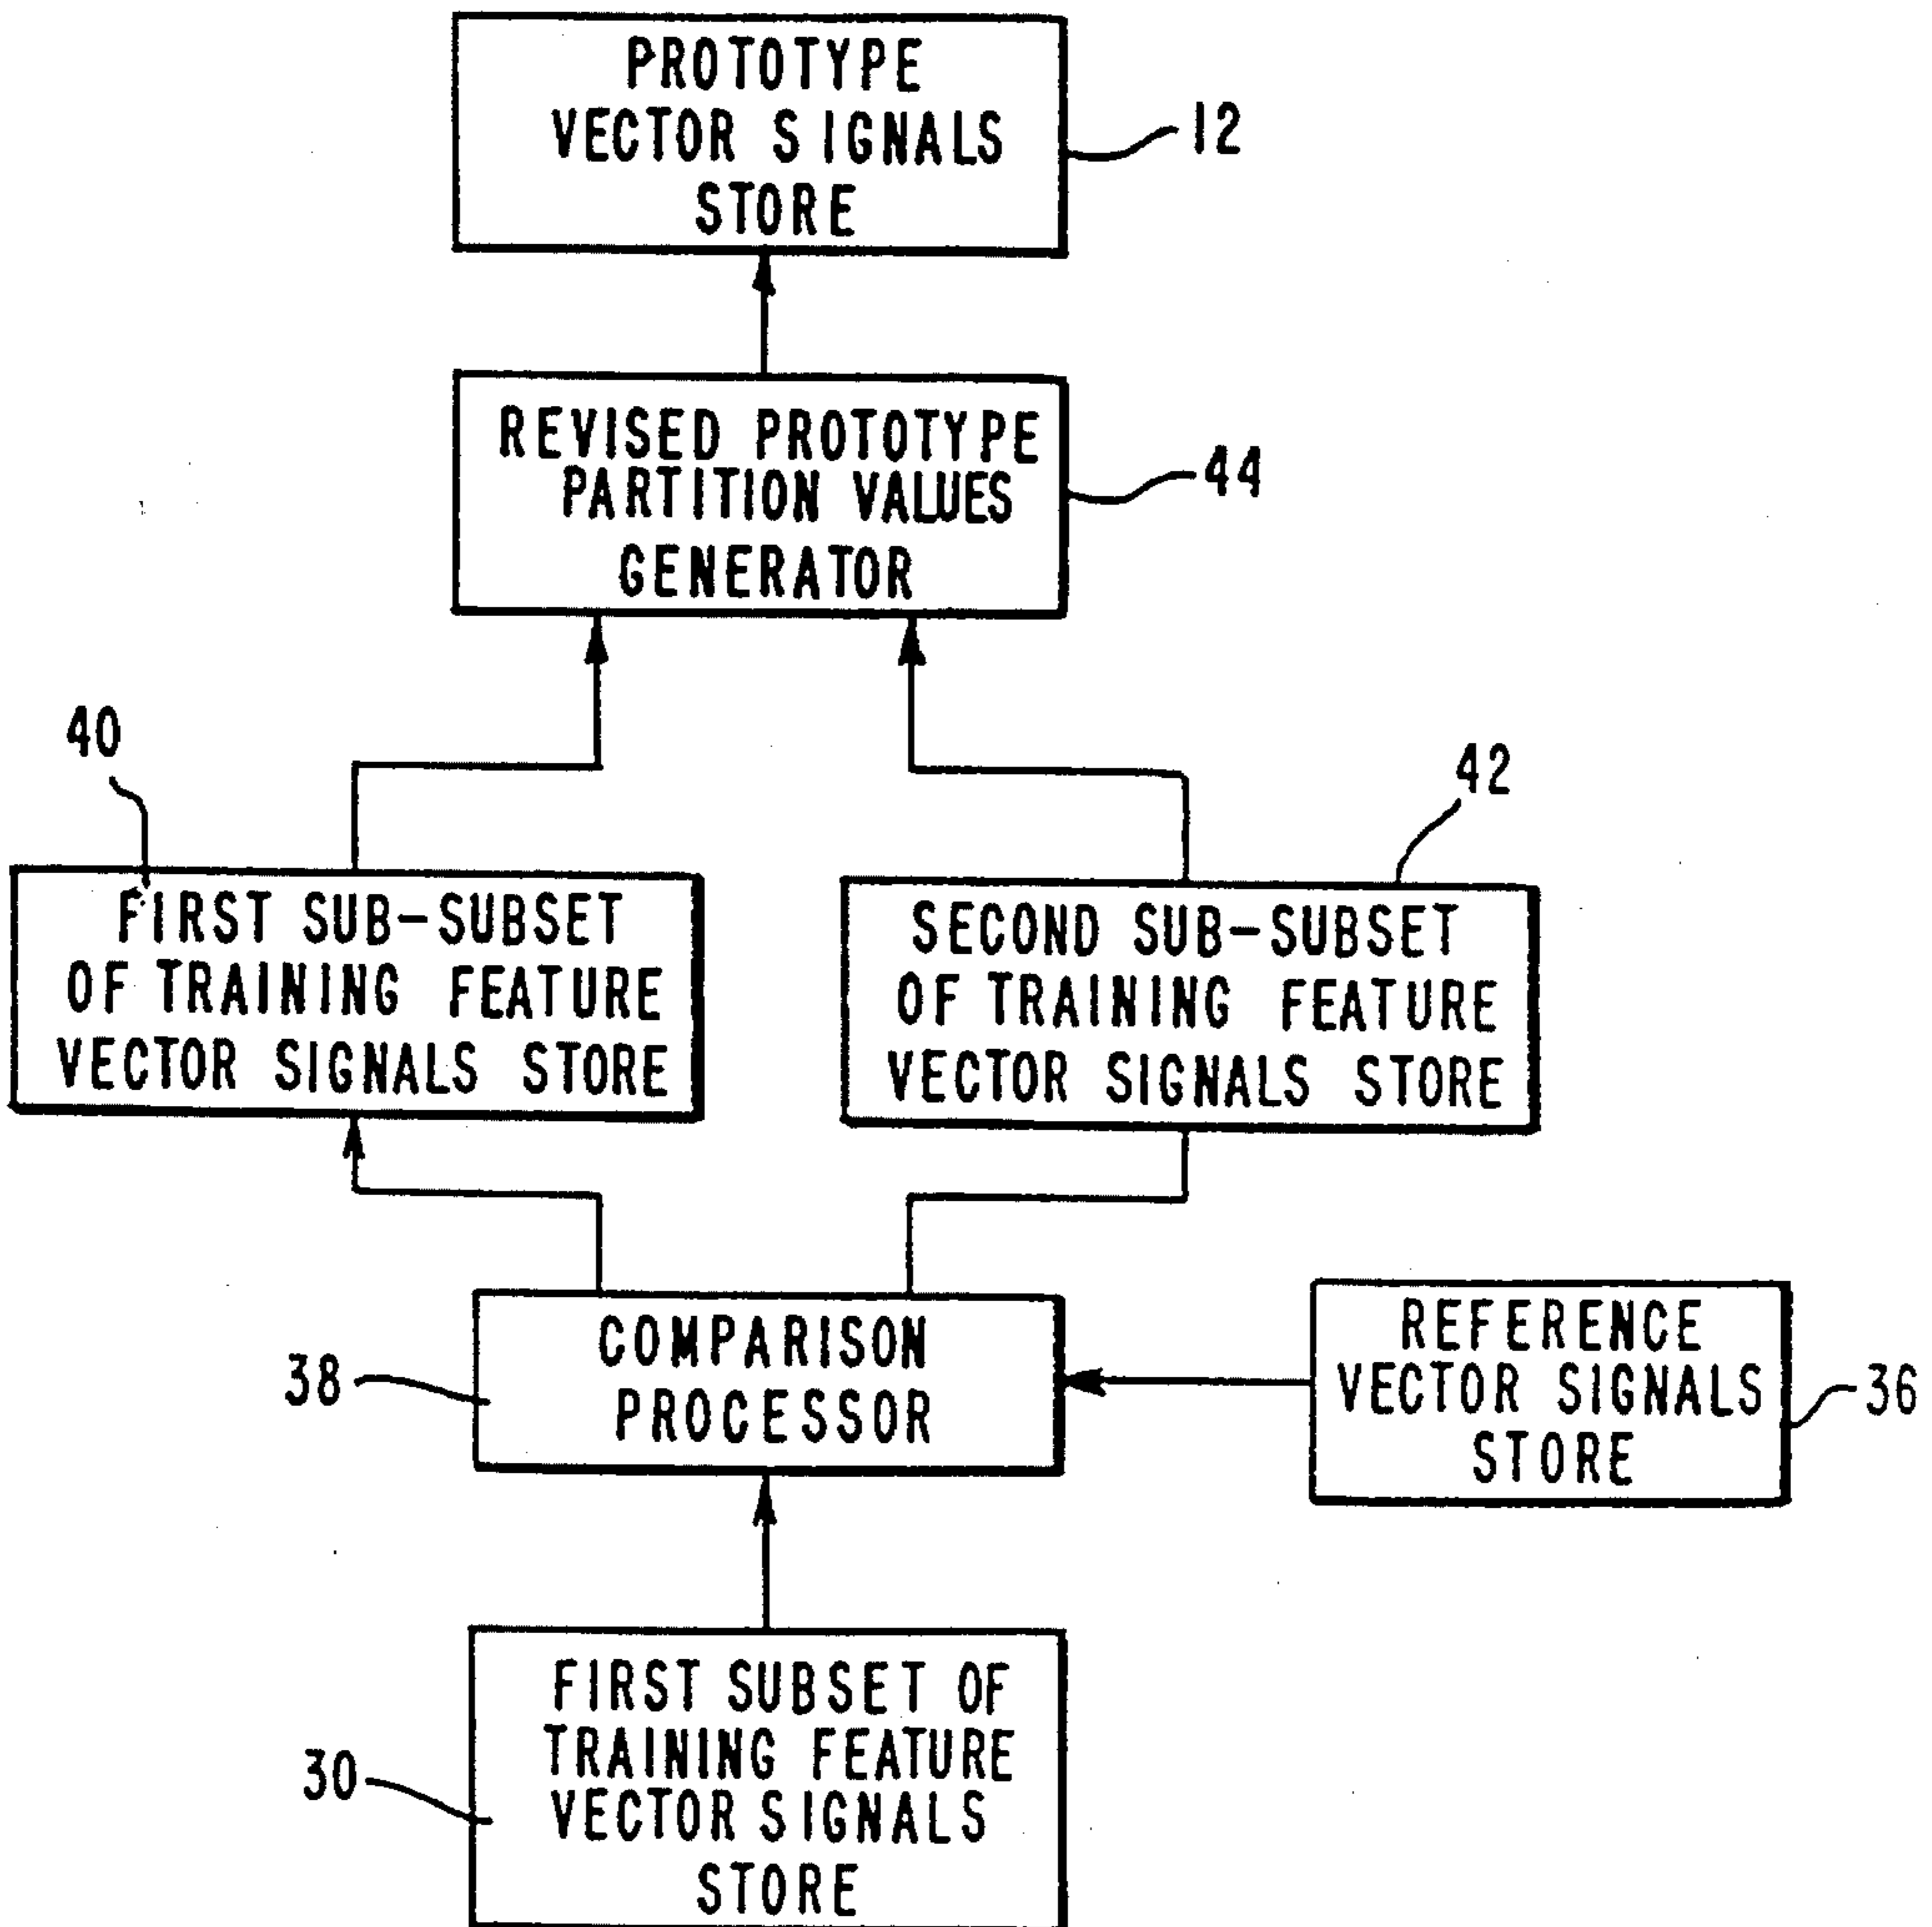 PROTOTYPE
VECTOR SIGNALS
STORE
12
REVISED PROTOTYPE
PARTITION VALUES
GENERATOR
44
40
42
FIRST SUB-SUBSET
OF TRAINING FEATURE
VECTOR SIGNALS STORE
SECOND SUB-SUBSET
OF TRAINING FEATURE
VECTOR SIGNALS STORE
COMPARISON
PROCESSOR
38
REFERENCE
VECTOR SIGNALS
STORE
36
FIRST SUBSET OF
TRAINING FEATURE
VECTOR SIGNALS
STORE
30